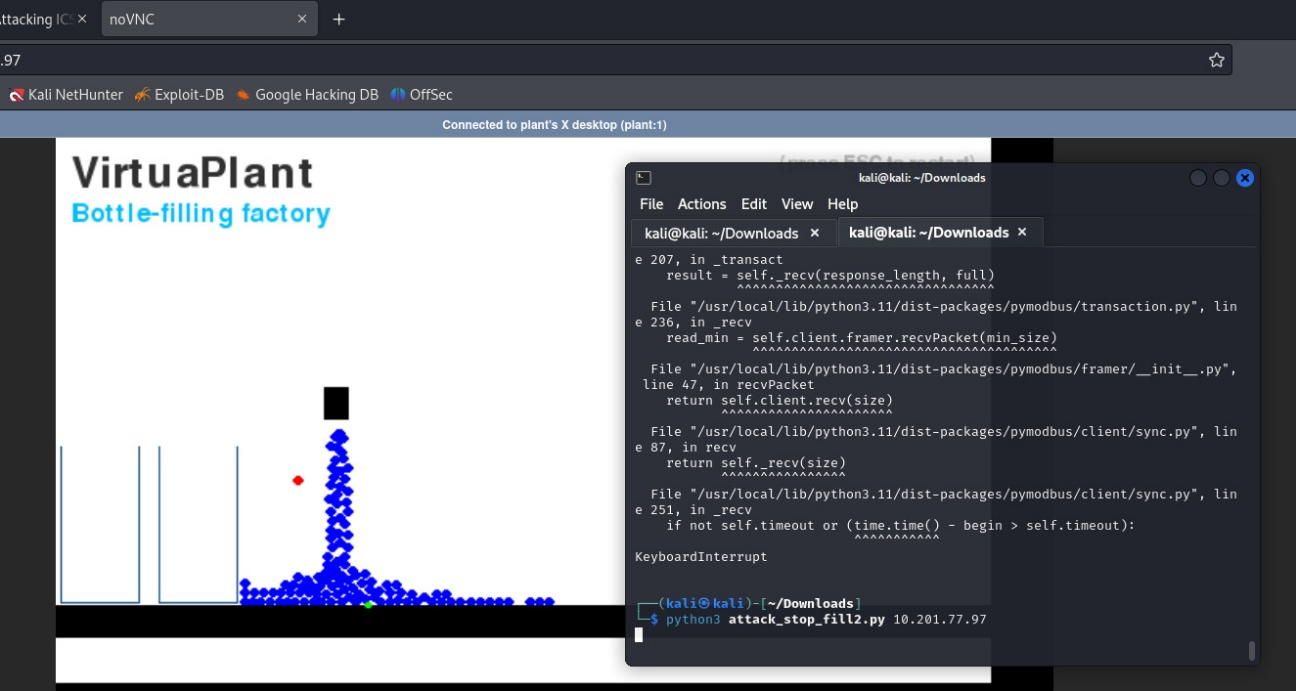 ttacking IC
noVNC
.97
Kali NetHunter
Exploit-DB
Google Hacking DB
OffSec
Connected to plant's X desktop (plant:1)
VirtuaPlant
Bottle-filling factory
(press ESC to restart)
kali@kali: ~/Downloads
File Actions Edit View Help
kali@kali: ~/Downloads
kali@kali: ~/Downloads
e 207, in _transact
result = self._recv(response_length, full)
^^^^^^^^^^^^^^^^^^^^^^^^^^^^^^^^^
File "/usr/local/lib/python3.11/dist-packages/pymodbus/transaction.py", lin
e 236, in _recv
read_min = self.client.framer.recvPacket(min_size)
^^^^^^^^^^^^^^^^^^^^^^^^^^^^^^^^^^^^^^^
File "/usr/local/lib/python3.11/dist-packages/pymodbus/framer/__init__.py",
line 47, in recvPacket
return self.client.recv(size)
^^^^^^^^^^^^^^^^^^^^^^
File "/usr/local/lib/python3.11/dist-packages/pymodbus/client/sync.py", lin
e 87, in recv
return self._recv(size)
^^^^^^^^^^^^^^^^
File "/usr/local/lib/python3.11/dist-packages/pymodbus/client/sync.py", lin
e 251, in _recv
if not self.timeout or (time.time() - begin > self.timeout):
^^^^^^^^^^^
KeyboardInterrupt
┌──(kali㉿kali)-[~/Downloads]
└─$ python3 attack_stop_fill2.py 10.201.77.97